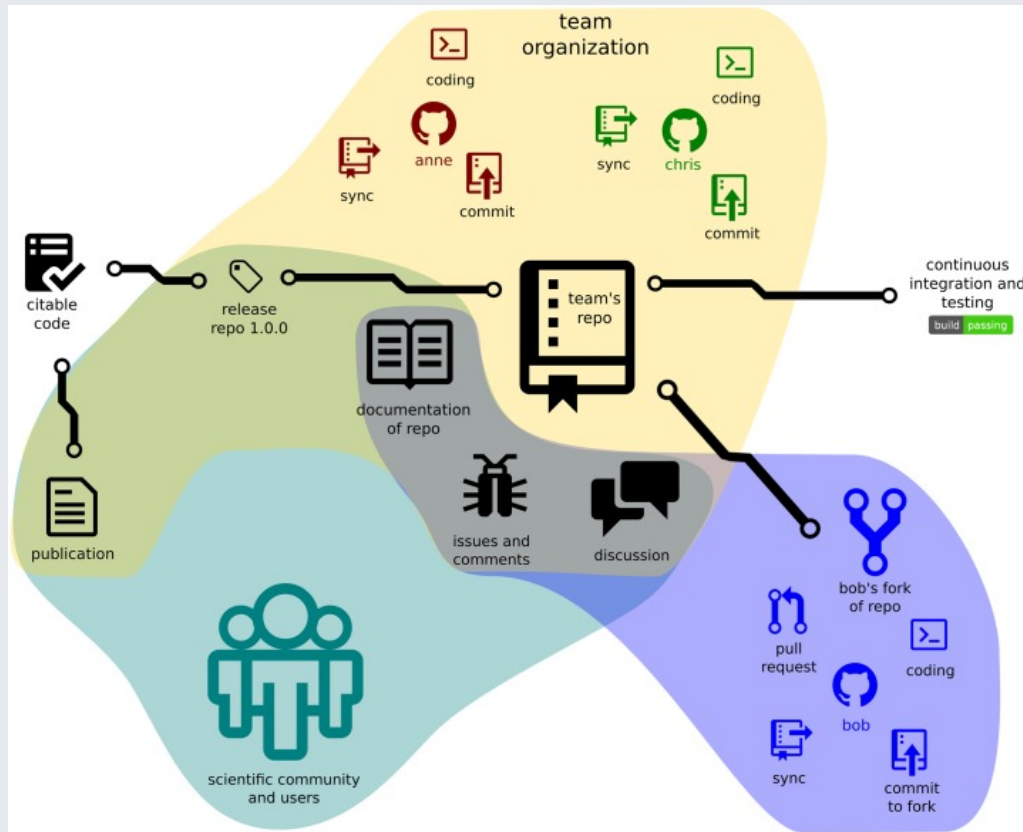 team
organization
coding
anne
sync
commit
coding
sync
chris
commit
citable
code
release
repo 1.0.0
team's
repo
continuous
integration and
testing
build passing
documentation
of repo
publication
issues and
comments
discussion
bob's fork
of repo
pull
request
coding
bob
sync
commit
to fork
scientific community
and users